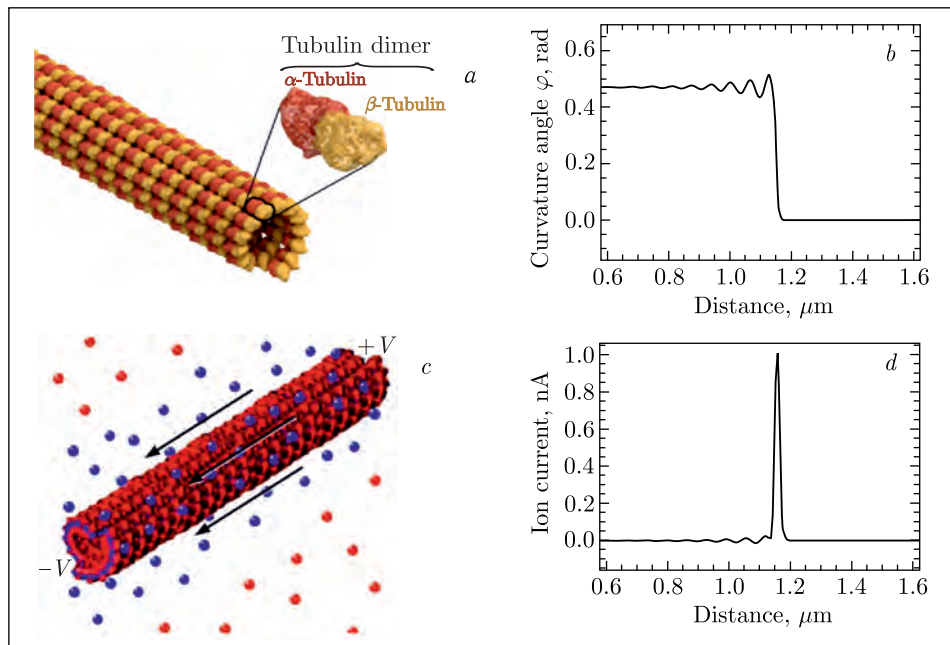 Tubulin dimer
a
α-Tubulin
β-Tubulin
b
Curvature angle φ, rad
0.6
0.4
0.2
0.0
0.6 0.8 1.0 1.2 1.4 1.6
Distance, μm
c
+V
−V
d
Ion current, nA
1.0
0.8
0.6
0.4
0.2
0.0
0.6 0.8 1.0 1.2 1.4 1.6
Distance, μm